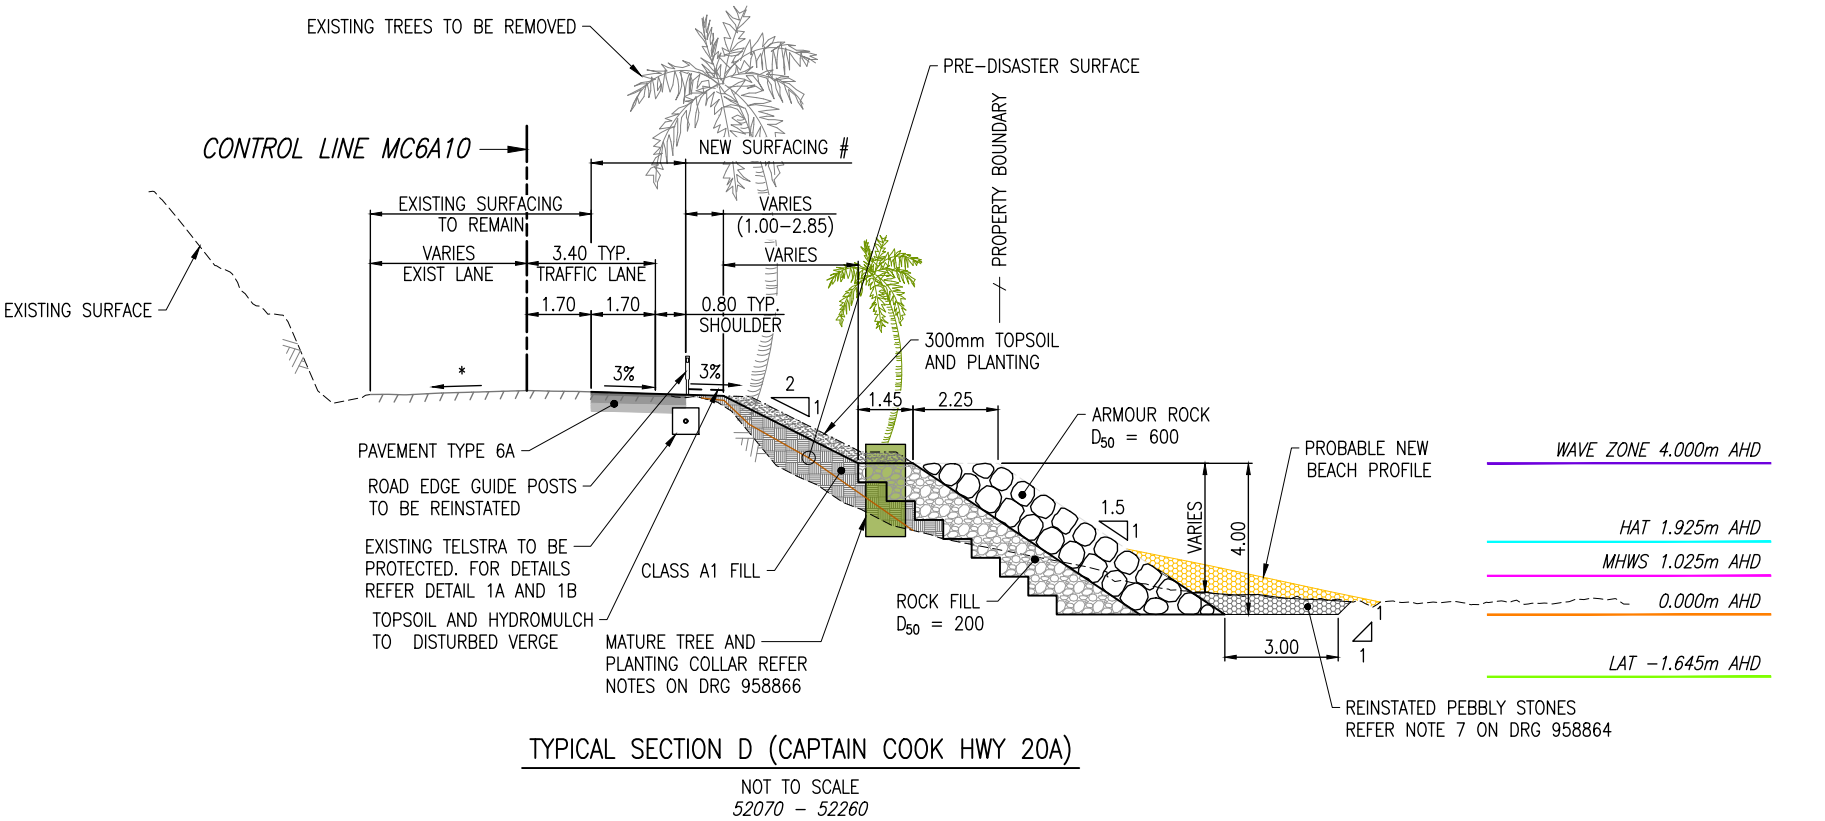 EXISTING TREES TO BE REMOVED
PRE-DISASTER SURFACE
PROPERTY BOUNDARY
CONTROL LINE MC6A10
NEW SURFACING #
EXISTING SURFACING
TO REMAIN
VARIES
(1.00-2.85)
VARIES
EXIST LANE
3.40 TYP.
TRAFFIC LANE
VARIES
EXISTING SURFACE
1.70
1.70
0.80 TYP.
SHOULDER
300mm TOPSOIL
AND PLANTING
*
3%
3%
2
1
1.45
2.25
ARMOUR ROCK
D50 = 600
PROBABLE NEW
BEACH PROFILE
WAVE ZONE 4.000m AHD
PAVEMENT TYPE 6A
ROAD EDGE GUIDE POSTS
TO BE REINSTATED
1.5
1
VARIES
4.00
HAT 1.925m AHD
MHWS 1.025m AHD
0.000m AHD
LAT -1.645m AHD
EXISTING TELSTRA TO BE
PROTECTED. FOR DETAILS
REFER DETAIL 1A AND 1B
CLASS A1 FILL
ROCK FILL
D50 = 200
TOPSOIL AND HYDROMULCH
TO DISTURBED VERGE
MATURE TREE AND
PLANTING COLLAR REFER
NOTES ON DRG 958866
3.00
1
1
REINSTATED PEBBLY STONES
REFER NOTE 7 ON DRG 958864
TYPICAL SECTION D (CAPTAIN COOK HWY 20A)
NOT TO SCALE
52070 - 52260